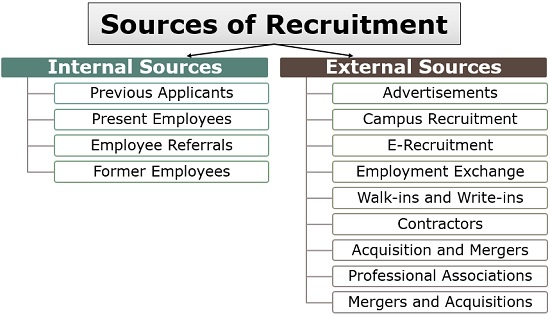 Sources of Recruitment
Internal Sources
Previous Applicants
Present Employees
Employee Referrals
Former Employees
External Sources
Advertisements
Campus Recruitment
E-Recruitment
Employment Exchange
Walk-ins and Write-ins
Contractors
Acquisition and Mergers
Professional Associations
Mergers and Acquisitions